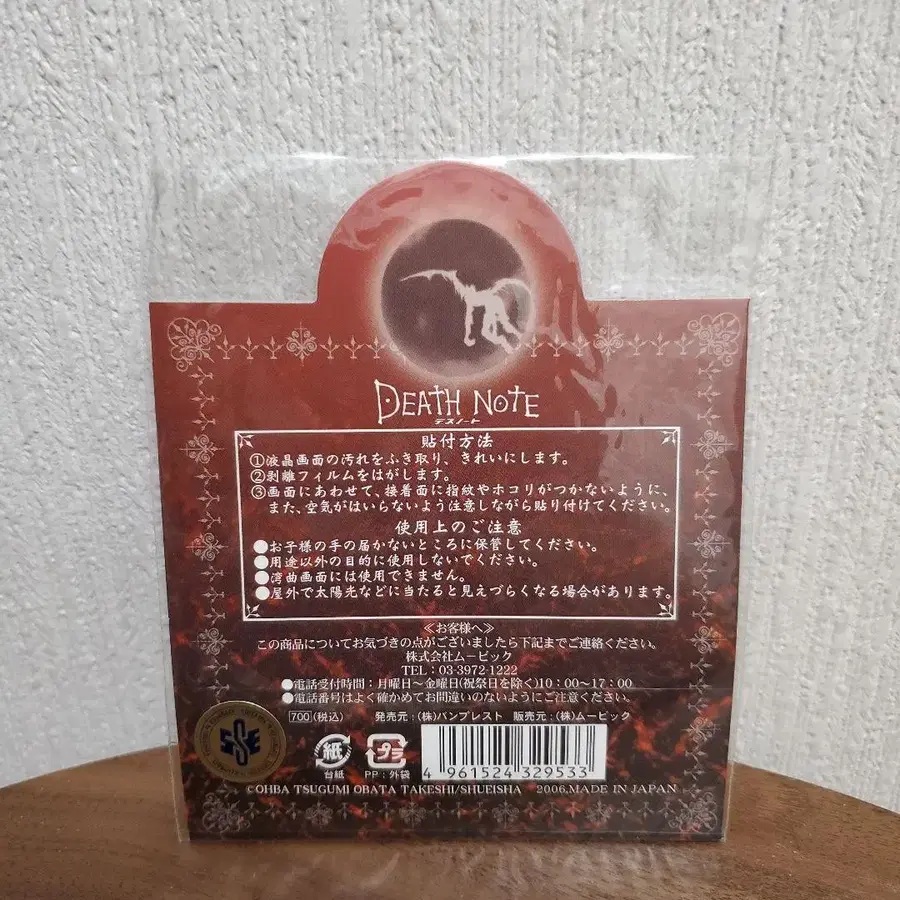 DEATH NOTE
デスノート
貼付方法
①液晶画面の汚れをふき取り、きれいにします。
②剥離フィルムをはがします。
③画面にあわせて、接着面に指紋やホコリがつかないように、
また、空気がはいらないよう注意しながら貼り付けてください。
使用上のご注意
●お子様の手の届かないところに保管してください。
●用途以外の目的に使用しないでください。
●湾曲画面には使用できません。
●屋外で太陽光などに当たると見えづらくなる場合があります。
≪お客様へ≫
この商品についてお気づきの点がございましたら下記までご連絡ください。
株式会社ムービック
TEL: 03-3972-1222
●電話受付時間：月曜日～金曜日(祝祭日を除く)10：00～17：00
●電話番号はよく確かめてお間違いのないようにご注意ください。
700(税込) 発売元：(株)バンプレスト 販売元：(株)ムービック
紙 プラ
台紙 PP：外袋
4 961524 329533
©OHBA TSUGUMI OBATA TAKESHI/SHUEISHA 2006,MADE IN JAPAN